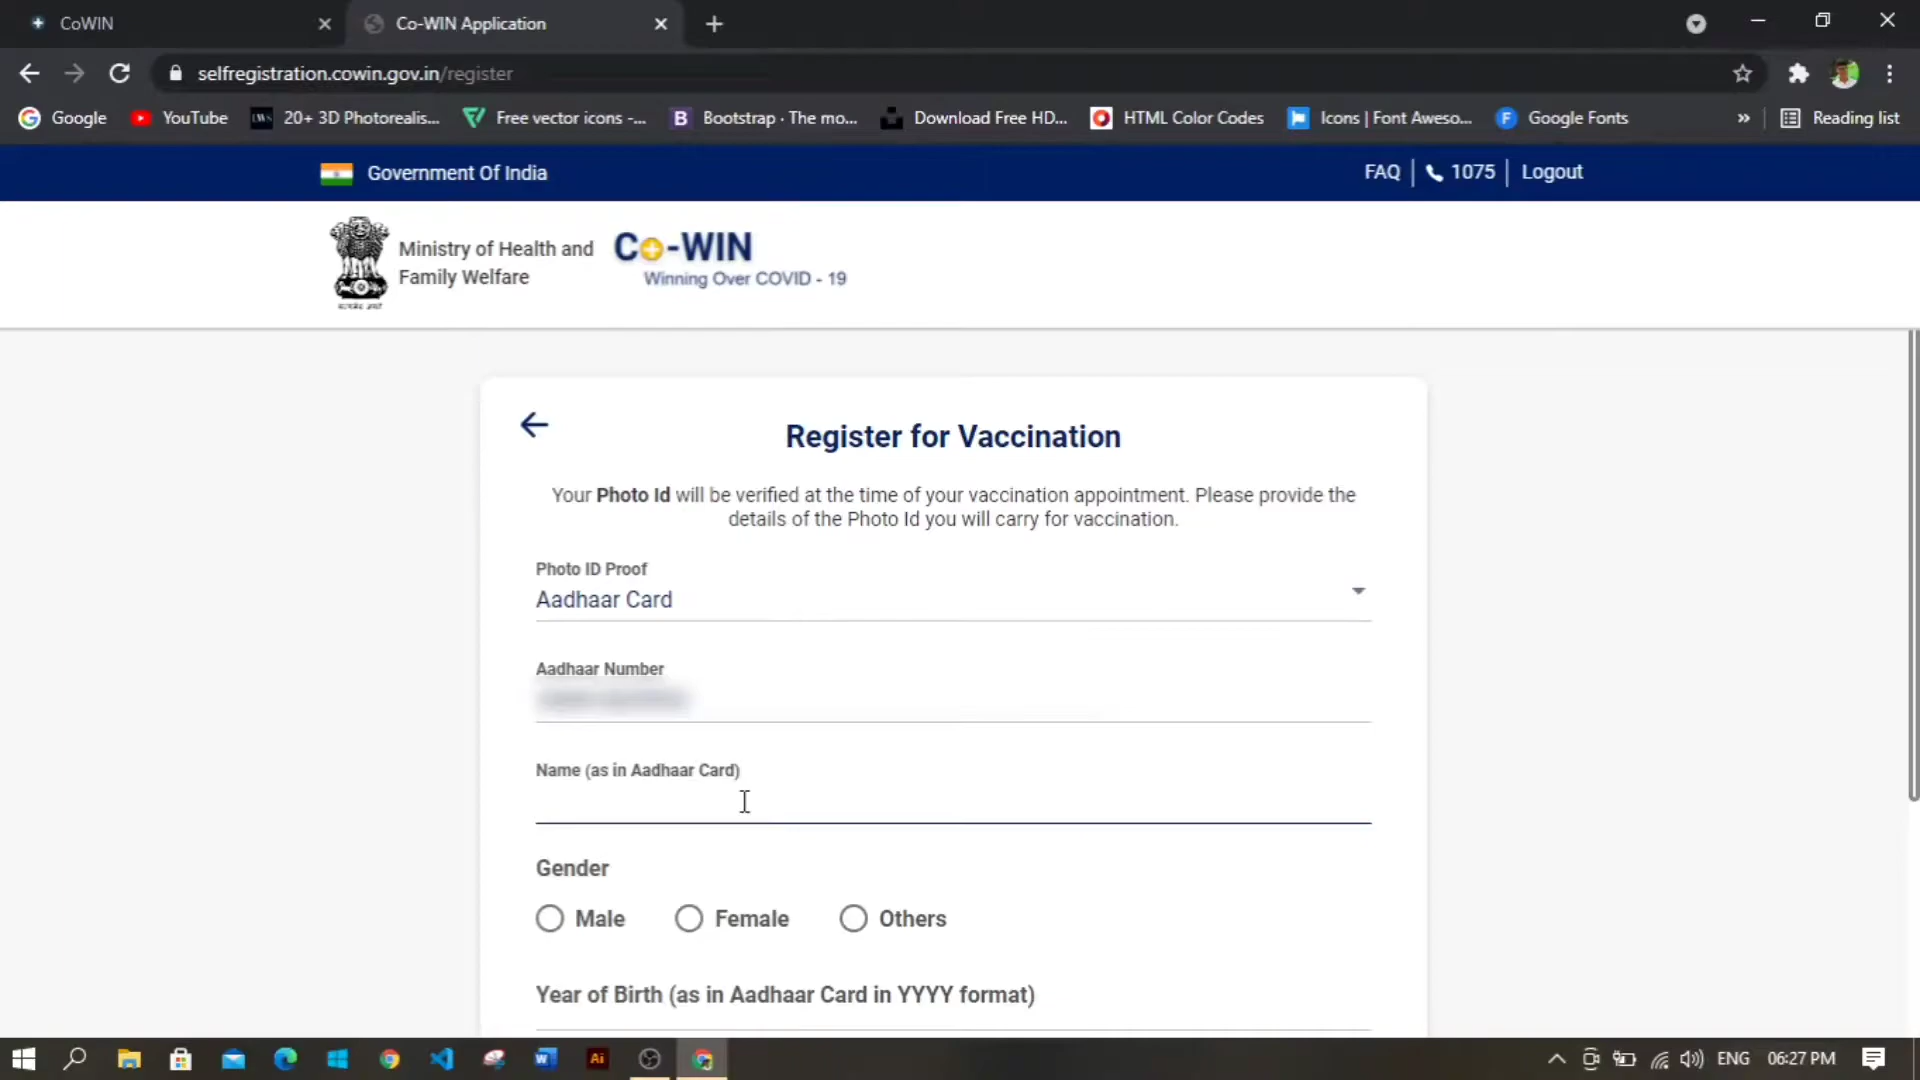 CoWIN
Co-WIN Application
selfregistration.cowin.gov.in/register
Google
YouTube
20+ 3D Photorealis...
Free vector icons -...
Bootstrap · The mo...
Download Free HD...
HTML Color Codes
Icons | Font Aweso...
Google Fonts
»
Reading list
Government Of India
FAQ
1075
Logout
Ministry of Health and
Family Welfare
Co-WIN
Winning Over COVID - 19
Register for Vaccination
Your Photo Id will be verified at the time of your vaccination appointment. Please provide the
details of the Photo Id you will carry for vaccination.
Photo ID Proof
Aadhaar Card
Aadhaar Number
Name (as in Aadhaar Card)
Gender
Male
Female
Others
Year of Birth (as in Aadhaar Card in YYYY format)
ENG
06:27 PM